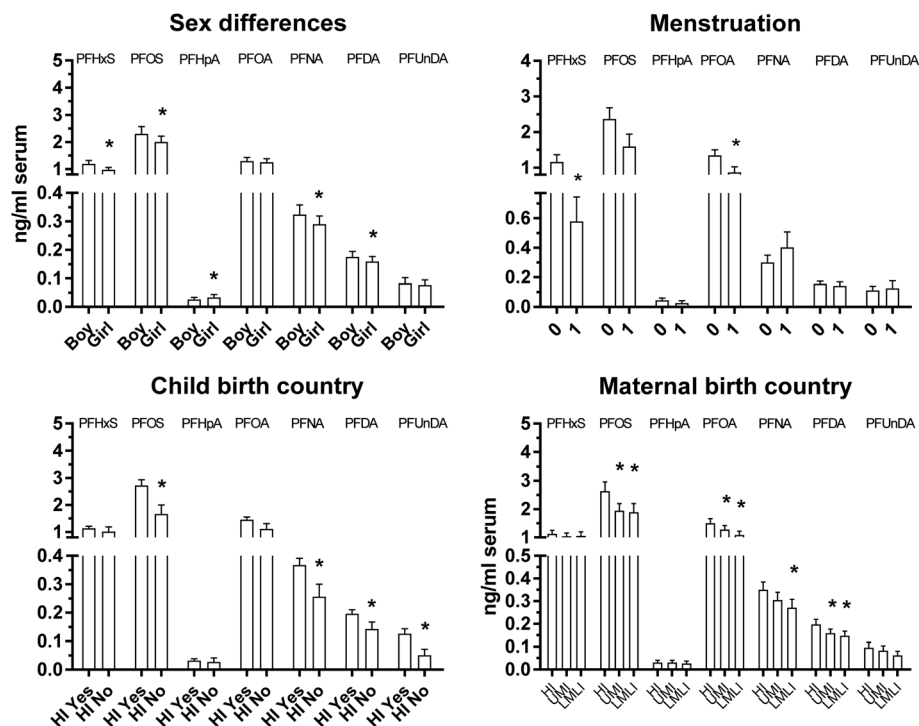 Sex differences
PFHxS PFOS PFHpA PFOA PFNA PFDA PFUnDA
5
4
3
2
1
0.4
0.3
0.2
0.1
0.0
ng/ml serum
* * * * *
Boy Girl Boy Girl Boy Girl Boy Girl Boy Girl Boy Girl Boy Girl
Menstruation
PFHxS PFOS PFHpA PFOA PFNA PFDA PFUnDA
5
4
3
2
1
0.6
0.4
0.2
0.0
* *
0 1 0 1 0 1 0 1 0 1 0 1 0 1
Child birth country
PFHxS PFOS PFHpA PFOA PFNA PFDA PFUnDA
5
4
3
2
1
0.4
0.3
0.2
0.1
0.0
* * * *
HI Yes HI No HI Yes HI No HI Yes HI No HI Yes HI No HI Yes HI No HI Yes HI No HI Yes HI No
Maternal birth country
PFHxS PFOS PFHpA PFOA PFNA PFDA PFUnDA
5
4
3
2
1
0.5
0.4
0.3
0.2
0.1
0.0
ng/ml serum
* * * * * * *
HI UMI LMLI HI UMI LMLI HI UMI LMLI HI UMI LMLI HI UMI LMLI HI UMI LMLI HI UMI LMLI